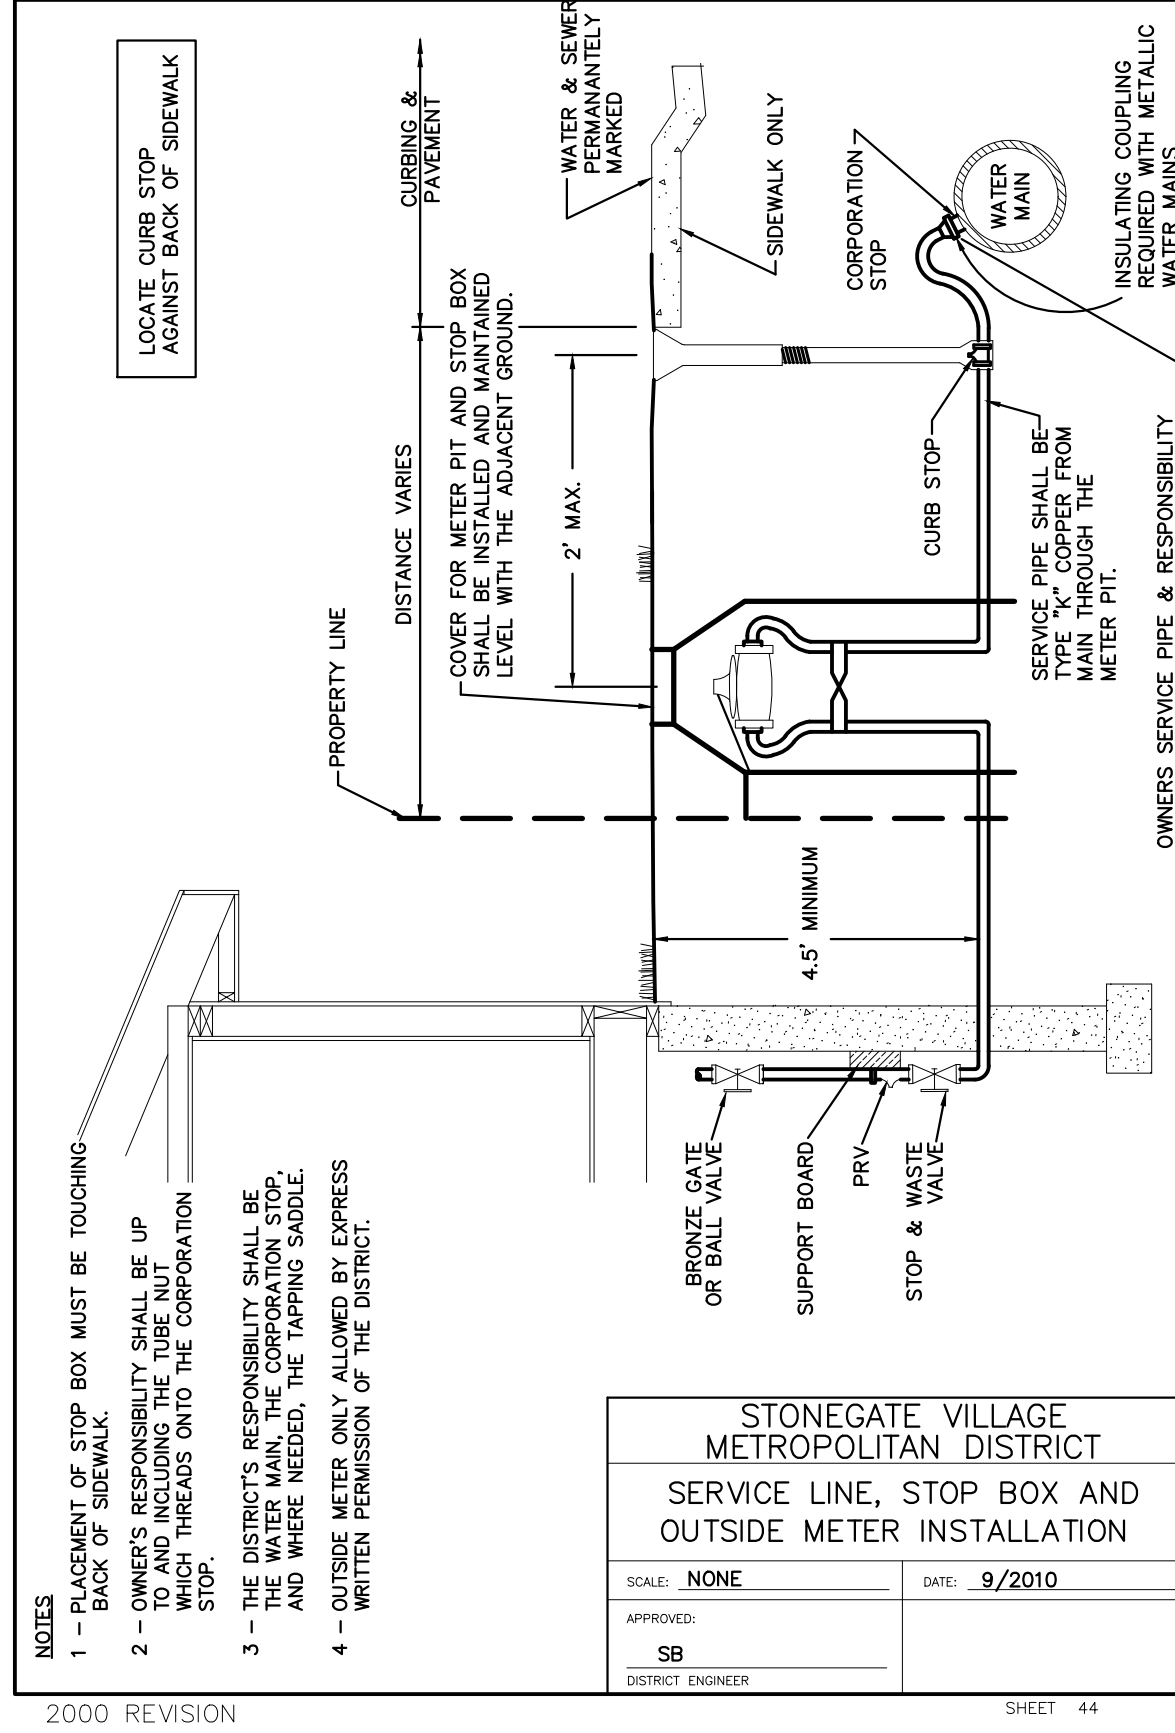 LOCATE CURB STOP
AGAINST BACK OF SIDEWALK
CURBING &
PAVEMENT
WATER & SEWER
PERMANANTELY
MARKED
SIDEWALK ONLY
CORPORATION
STOP
WATER
MAIN
INSULATING COUPLING
REQUIRED WITH METALLIC
WATER MAINS
DISTANCE VARIES
COVER FOR METER PIT AND STOP BOX
SHALL BE INSTALLED AND MAINTAINED
LEVEL WITH THE ADJACENT GROUND.
2' MAX.
CURB STOP
SERVICE PIPE SHALL BE
TYPE "K" COPPER FROM
MAIN THROUGH THE
METER PIT.
OWNERS SERVICE PIPE & RESPONSIBILITY
PROPERTY LINE
4.5' MINIMUM
BRONZE GATE
OR BALL VALVE
SUPPORT BOARD
PRV
STOP & WASTE
VALVE
NOTES
1 - PLACEMENT OF STOP BOX MUST BE TOUCHING
BACK OF SIDEWALK.
2 - OWNER'S RESPONSIBILITY SHALL BE UP
TO AND INCLUDING THE TUBE NUT
WHICH THREADS ONTO THE CORPORATION
STOP.
3 - THE DISTRICT'S RESPONSIBILITY SHALL BE
THE WATER MAIN, THE CORPORATION STOP,
AND WHERE NEEDED, THE TAPPING SADDLE.
4 - OUTSIDE METER ONLY ALLOWED BY EXPRESS
WRITTEN PERMISSION OF THE DISTRICT.
STONEGATE VILLAGE
METROPOLITAN DISTRICT
SERVICE LINE, STOP BOX AND
OUTSIDE METER INSTALLATION
SCALE: NONE
DATE: 9/2010
APPROVED:
SB
DISTRICT ENGINEER
2000 REVISION
SHEET 44